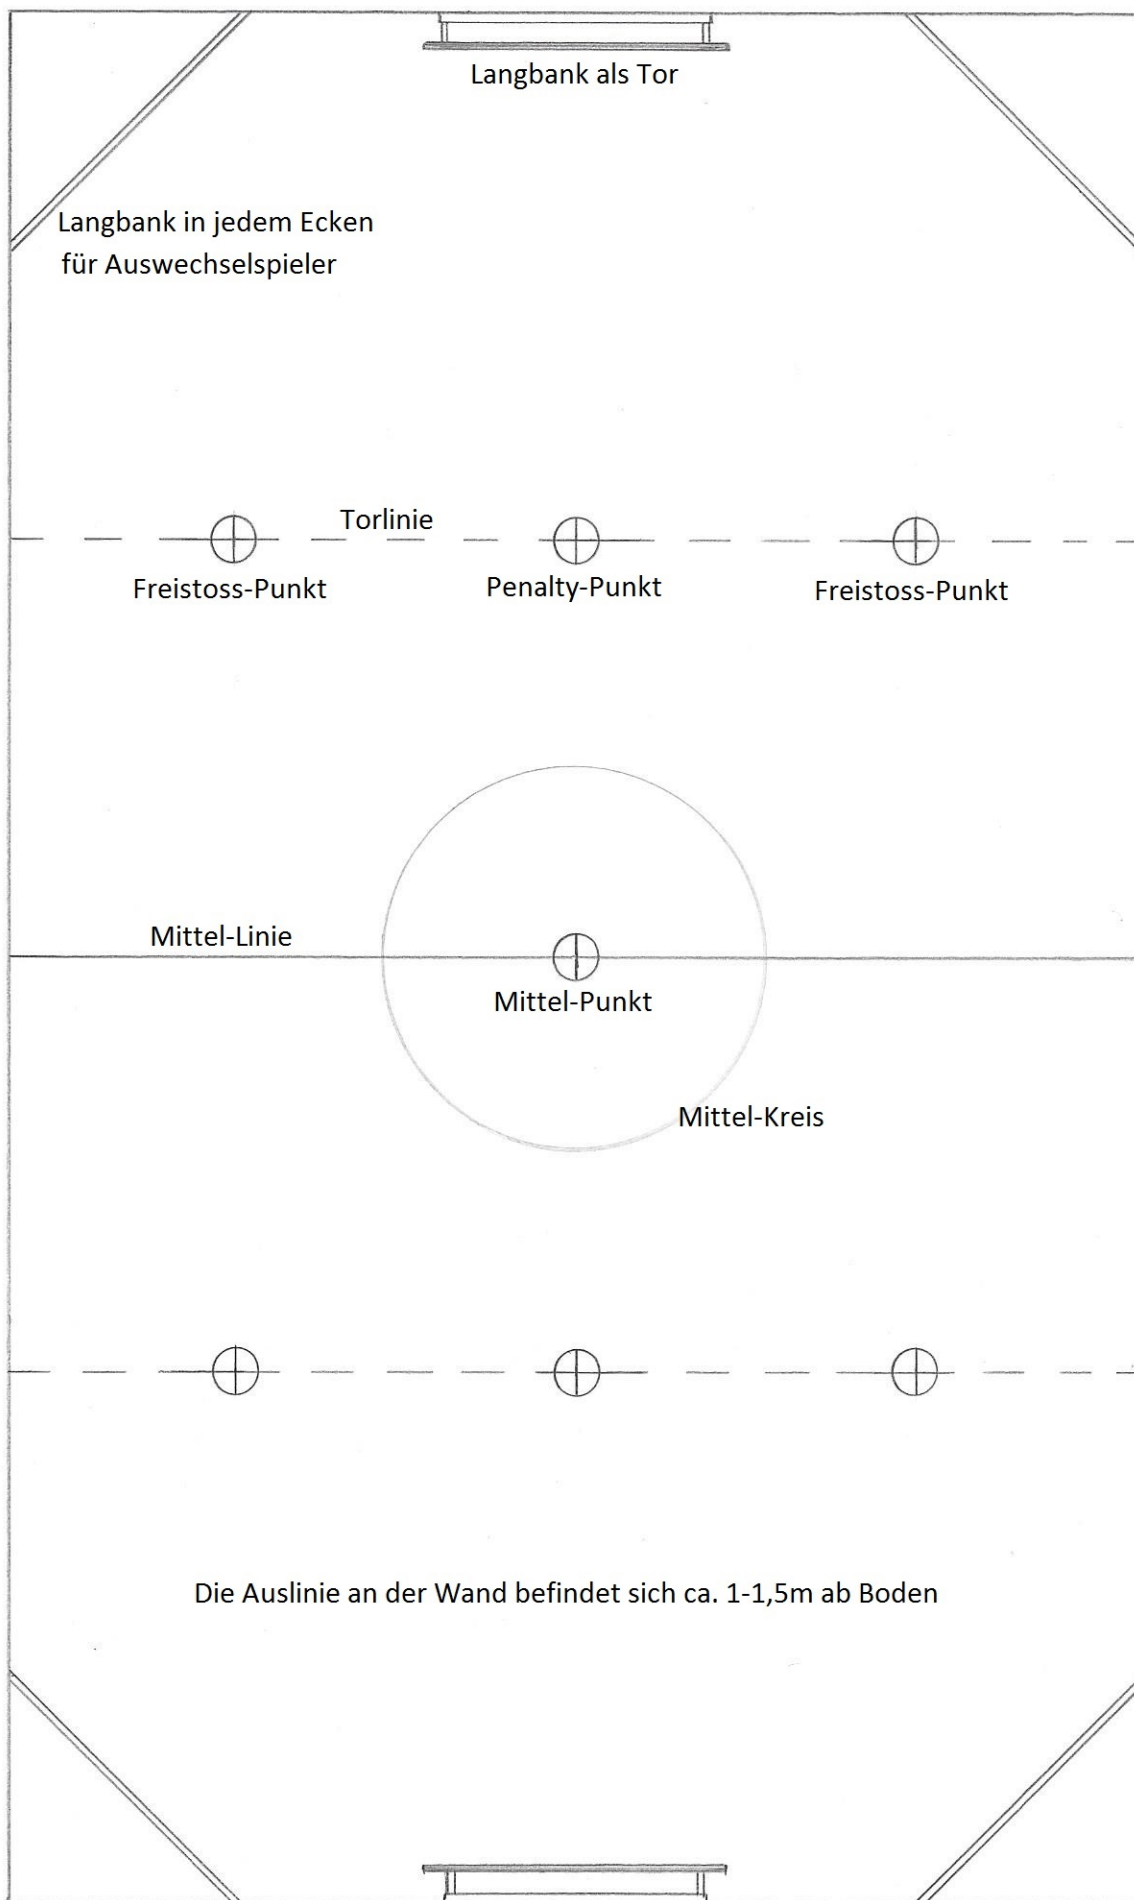 Langbank als Tor
Langbank in jedem Ecken
für Auswechselspieler
Torlinie
Freistoss-Punkt
Penalty-Punkt
Freistoss-Punkt
Mittel-Linie
Mittel-Punkt
Mittel-Kreis
Die Auslinie an der Wand befindet sich ca. 1-1,5m ab Boden